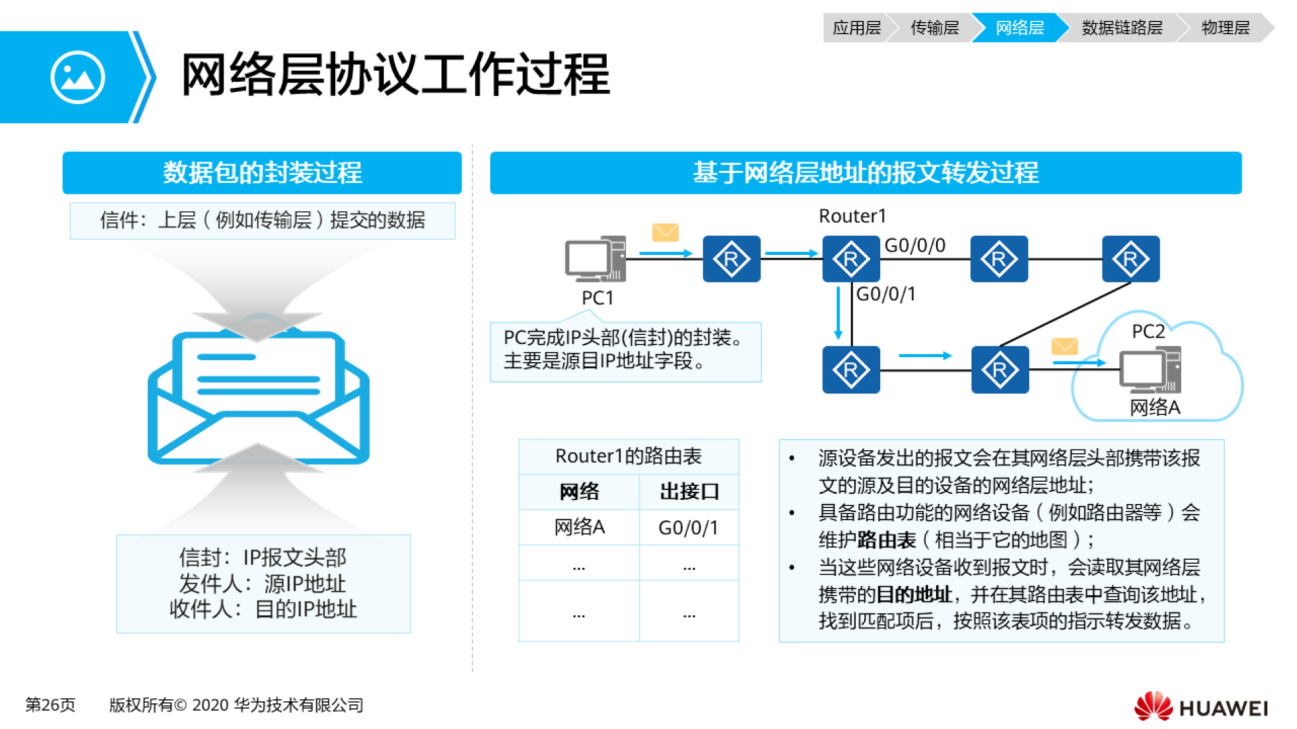 应用层
传输层
网络层
数据链路层
物理层
网络层协议工作过程
数据包的封装过程
信件：上层（例如传输层）提交的数据
信封：IP报文头部
发件人：源IP地址
收件人：目的IP地址
基于网络层地址的报文转发过程
Router1
G0/0/0
R
R
R
R
PC1
G0/0/1
PC完成IP头部(信封)的封装。
主要是源目IP地址字段。
R
R
PC2
网络A
Router1的路由表
网络 出接口
网络A G0/0/1
... ...
... ...
• 源设备发出的报文会在其网络层头部携带该报
文的源及目的设备的网络层地址；
• 具备路由功能的网络设备（例如路由器等）会
维护路由表（相当于它的地图）；
• 当这些网络设备收到报文时，会读取其网络层
携带的目的地址，并在其路由表中查询该地址，
找到匹配项后，按照该表项的指示转发数据。
第26页 版权所有© 2020 华为技术有限公司
HUAWEI